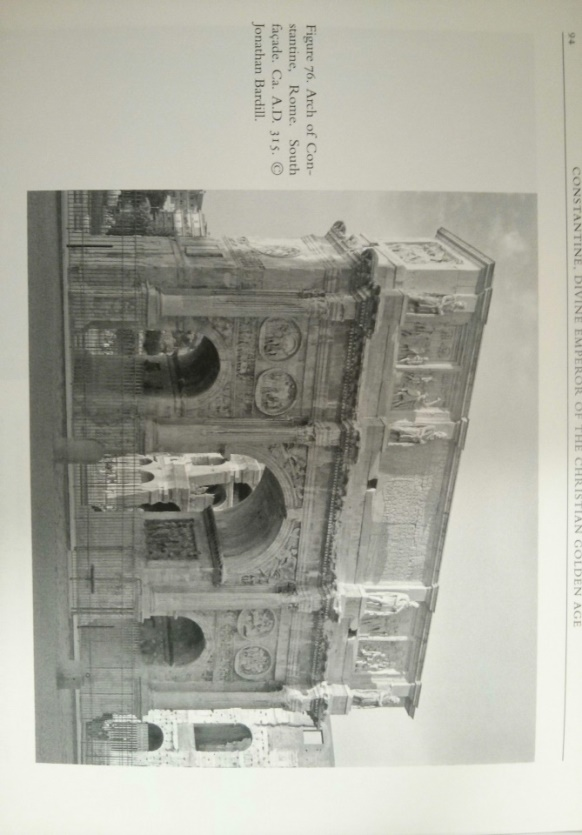 94
CONSTANTINE, DIVINE EMPEROR OF THE CHRISTIAN GOLDEN AGE
Figure 76. Arch of Con-
stantine, Rome. South
façade. Ca. A.D. 315. ©
Jonathan Bardill.